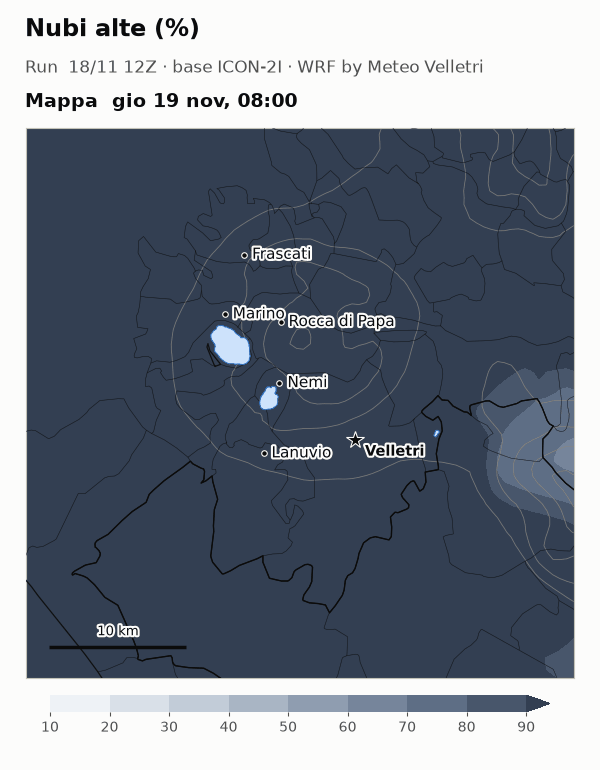 Nubi alte (%)
Run 18/11 12Z · base ICON-2I · WRF by Meteo Velletri
Mappa gio 19 nov, 08:00
Frascati
Marino
Rocca di Papa
Nemi
Velletri
Lanuvio
10 km
10 20 30 40 50 60 70 80 90